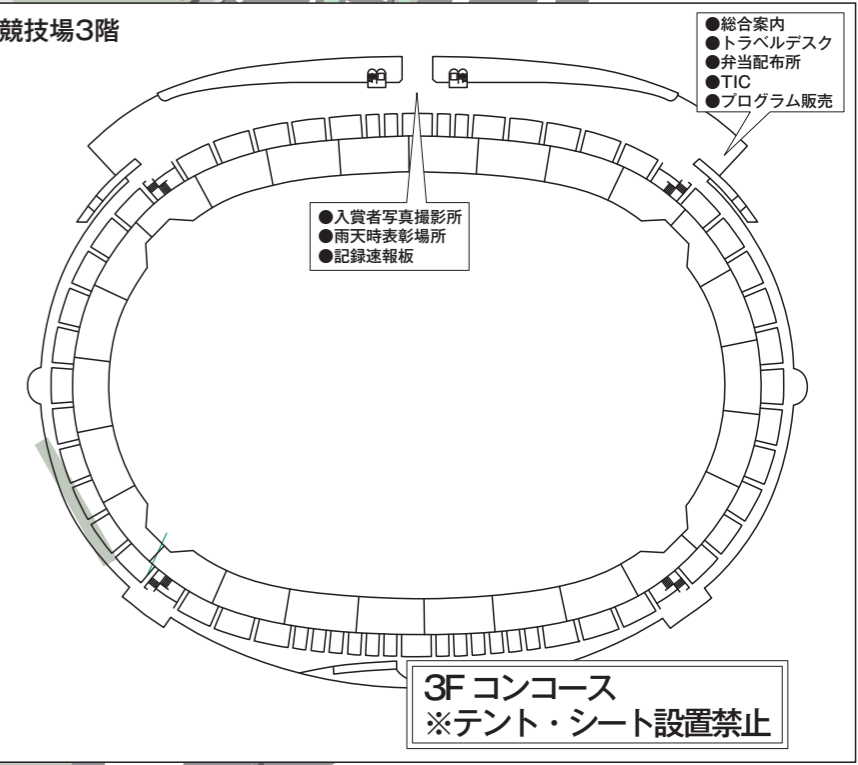 競技場3階
●総合案内
●トラベルデスク
●弁当配布所
●TIC
●プログラム販売
●入賞者写真撮影所
●雨天時表彰場所
●記録速報板
3F コンコース
※テント・シート設置禁止